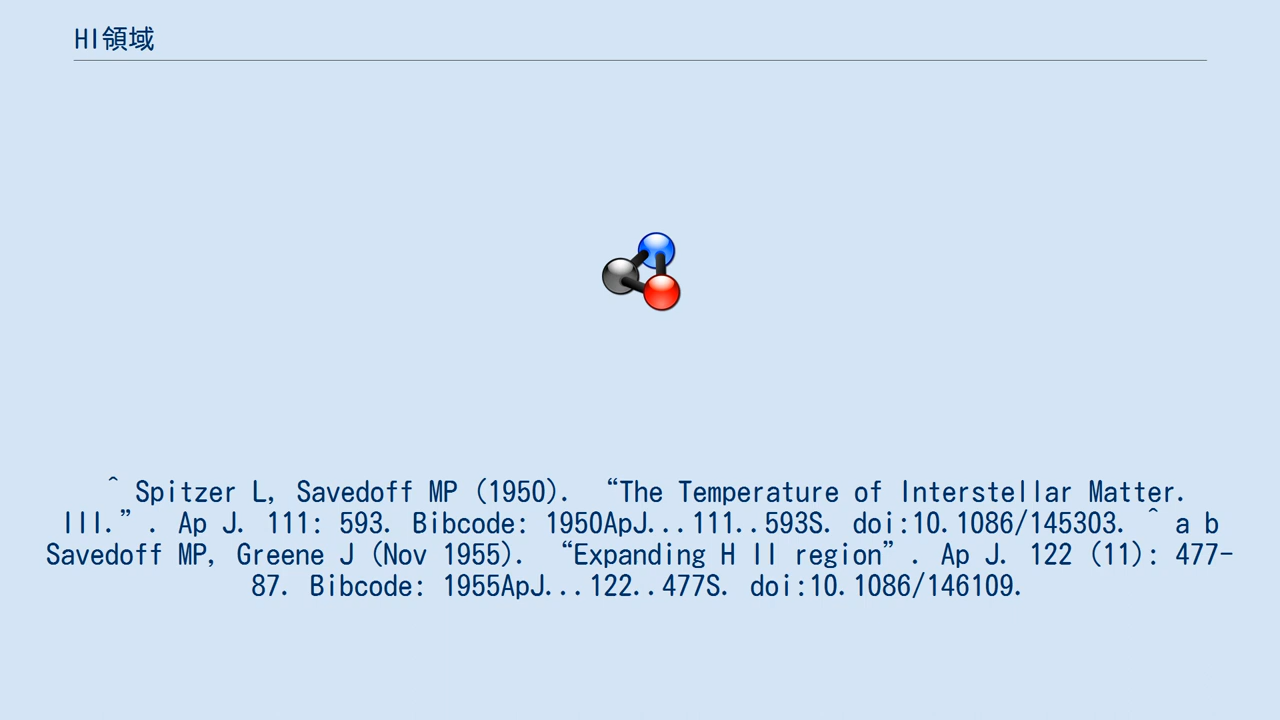 HI領域
^ Spitzer L, Savedoff MP (1950). “The Temperature of Interstellar Matter.
III.”. Ap J. 111: 593. Bibcode: 1950ApJ...111..593S. doi:10.1086/145303. ^ a b
Savedoff MP, Greene J (Nov 1955). “Expanding H II region”. Ap J. 122 (11): 477–
87. Bibcode: 1955ApJ...122..477S. doi:10.1086/146109.